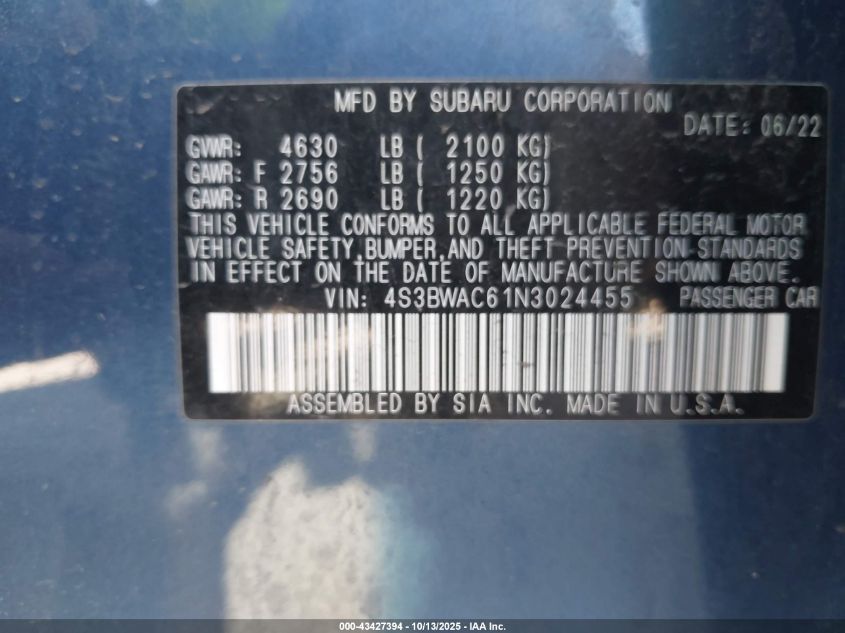 MFD BY SUBARU CORPORATION
DATE: 06/22
GVWR: 4630 LB ( 2100 KG)
GAWR: F 2756 LB ( 1250 KG)
GAWR: R 2690 LB ( 1220 KG)
THIS VEHICLE CONFORMS TO ALL APPLICABLE FEDERAL MOTOR
VEHICLE SAFETY,BUMPER,AND THEFT PREVENTION STANDARDS
IN EFFECT ON THE DATE OF MANUFACTURE SHOWN ABOVE.
VIN: 4S3BWAC61N3024455 PASSENGER CAR
ASSEMBLED BY SIA INC. MADE IN U.S.A.
000-43427394 - 10/13/2025 - IAA Inc.